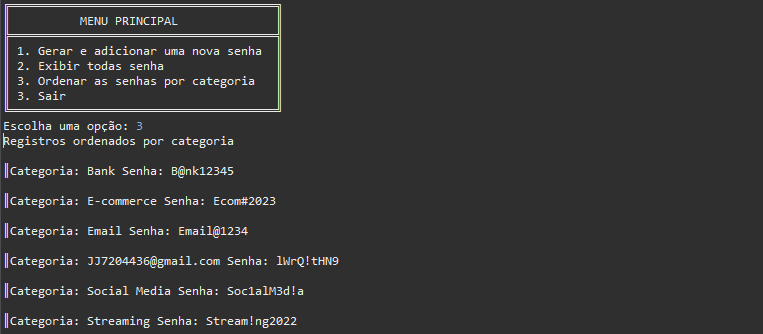 MENU PRINCIPAL
1. Gerar e adicionar uma nova senha
2. Exibir todas senha
3. Ordenar as senhas por categoria
3. Sair
Escolha uma opção: 3
Registros ordenados por categoria
Categoria: Bank Senha: B@nk12345
Categoria: E-commerce Senha: Ecom#2023
Categoria: Email Senha: Email@1234
Categoria: JJ7204436@gmail.com Senha: lWrQ!tHN9
Categoria: Social Media Senha: Soc1alM3d!a
Categoria: Streaming Senha: Stream!ng2022